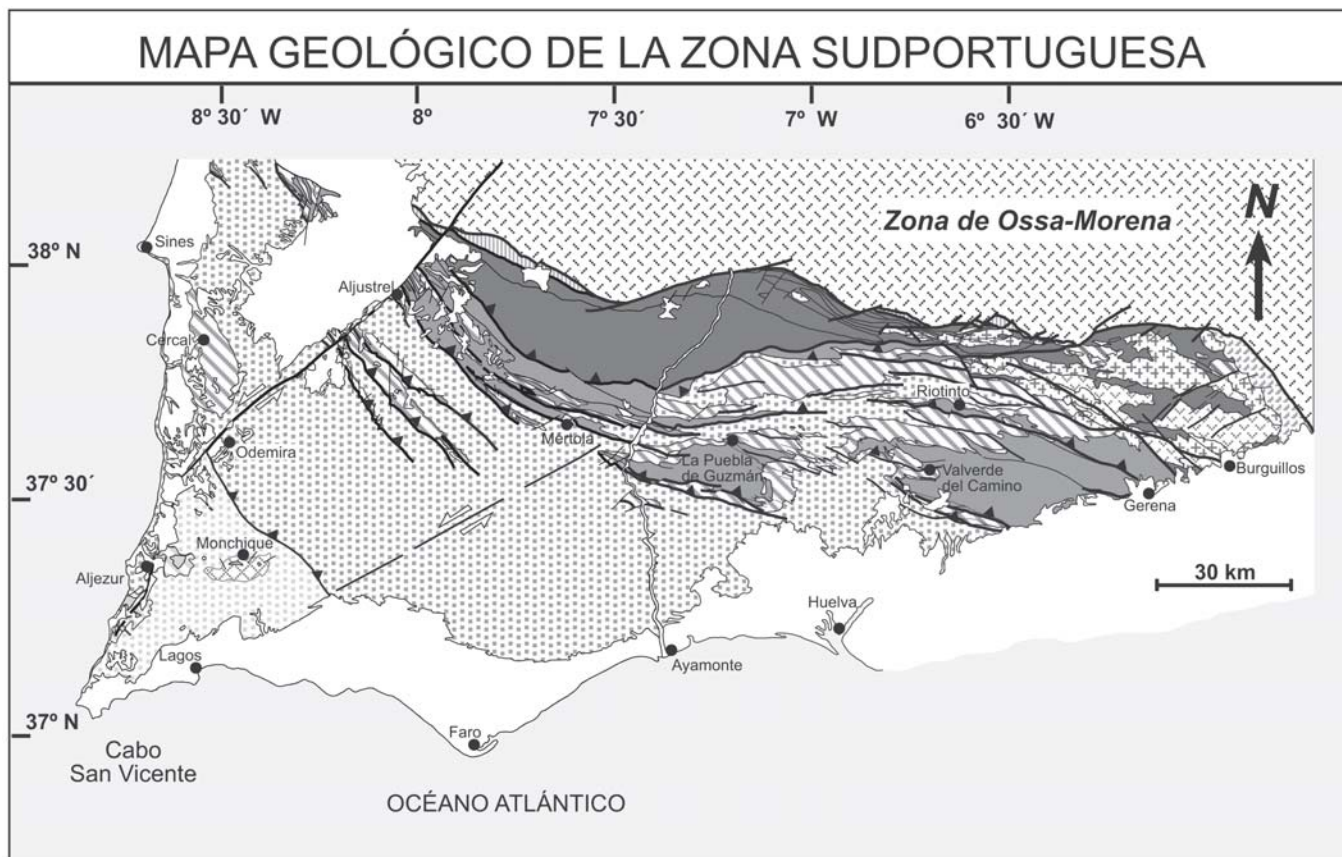 MAPA GEOLÓGICO DE LA ZONA SUDPORTUGUESA
8º 30´ W
8º
7º 30´
7º W
6º 30´ W
Zona de Ossa-Morena
N
38º N
Sines
Aljustrel
Cercal
Riotinto
Mértola
Odemira
La Puebla
de Guzmán
Valverde
del Camino
Burguillos
37º 30´
Gerena
Monchique
Aljezur
30 km
Huelva
Lagos
Ayamonte
37º N
Faro
Cabo
San Vicente
OCÉANO ATLÁNTICO